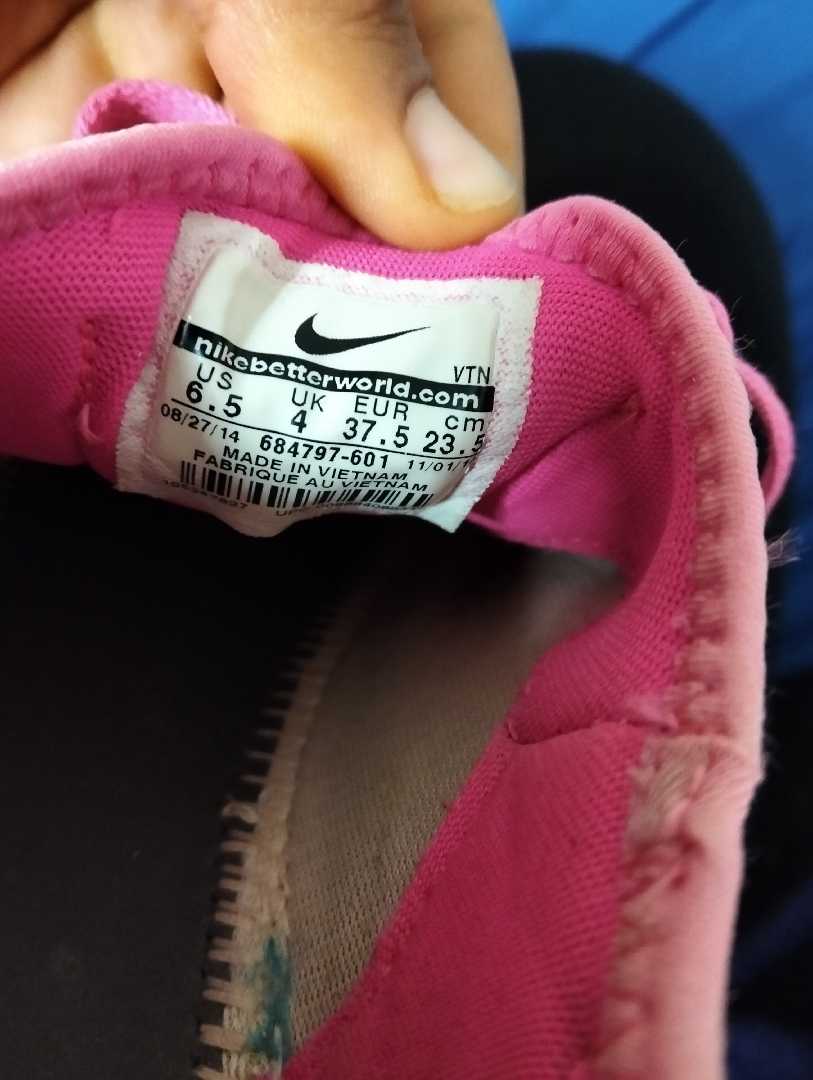 nikebetterworld.com
VTN
US UK EUR cm
6.5 4 37.5 23.5
08/27/14 684797-601
MADE IN VIETNAM
FABRIQUE AU VIETNAM